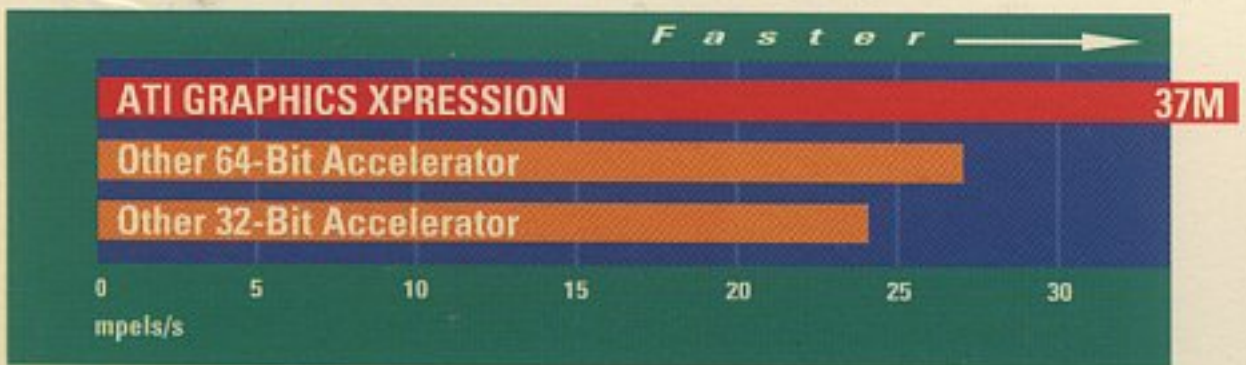 Faster
ATI GRAPHICS XPRESSION 37M
Other 64-Bit Accelerator
Other 32-Bit Accelerator
0 5 10 15 20 25 30
mpels/s